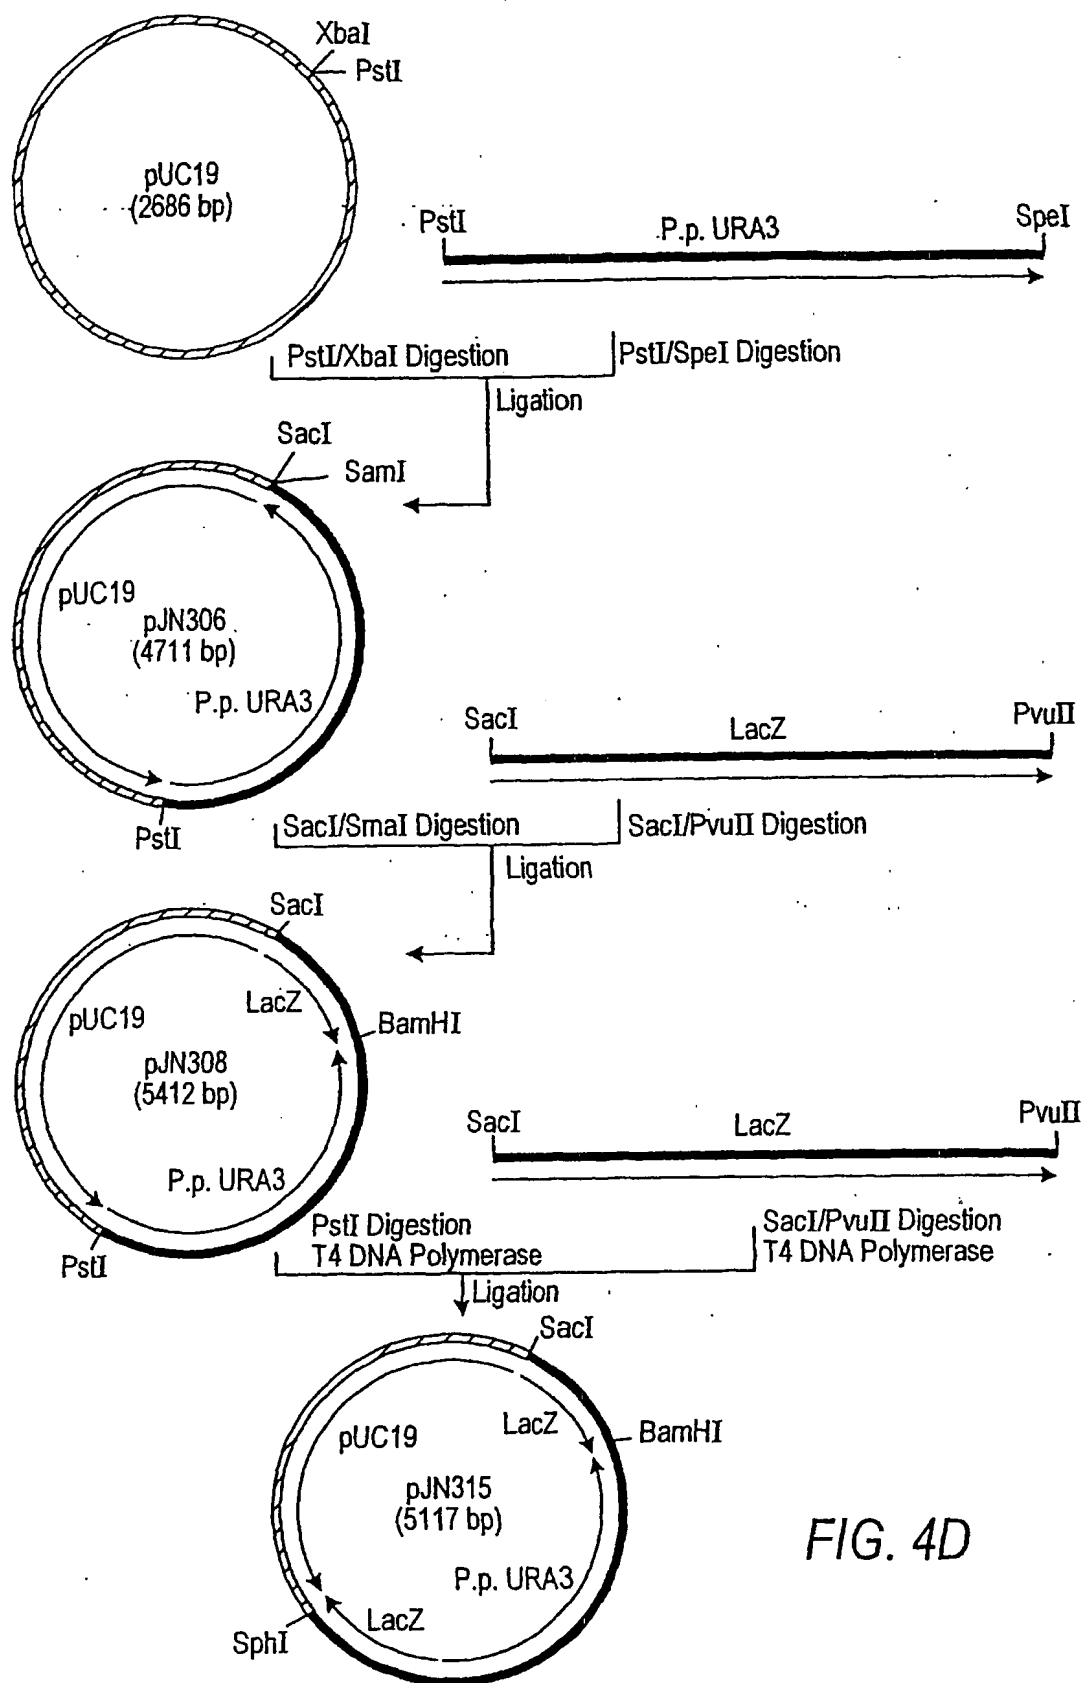 XbaI
PstI
pUC19
(2686 bp)
PstI
P.p. URA3
SpeI
PstI/XbaI Digestion
PstI/SpeI Digestion
Ligation
SacI
SamI
pUC19
pJN306
(4711 bp)
P.p. URA3
PstI
SacI
LacZ
PvuII
SacI/SmaI Digestion
SacI/PvuII Digestion
Ligation
SacI
LacZ
pUC19
BamHI
pJN308
(5412 bp)
P.p. URA3
PstI
SacI
LacZ
PvuII
PstI Digestion
T4 DNA Polymerase
SacI/PvuII Digestion
T4 DNA Polymerase
Ligation
SacI
LacZ
pUC19
BamHI
pJN315
(5117 bp)
P.p. URA3
LacZ
SphI
FIG. 4D